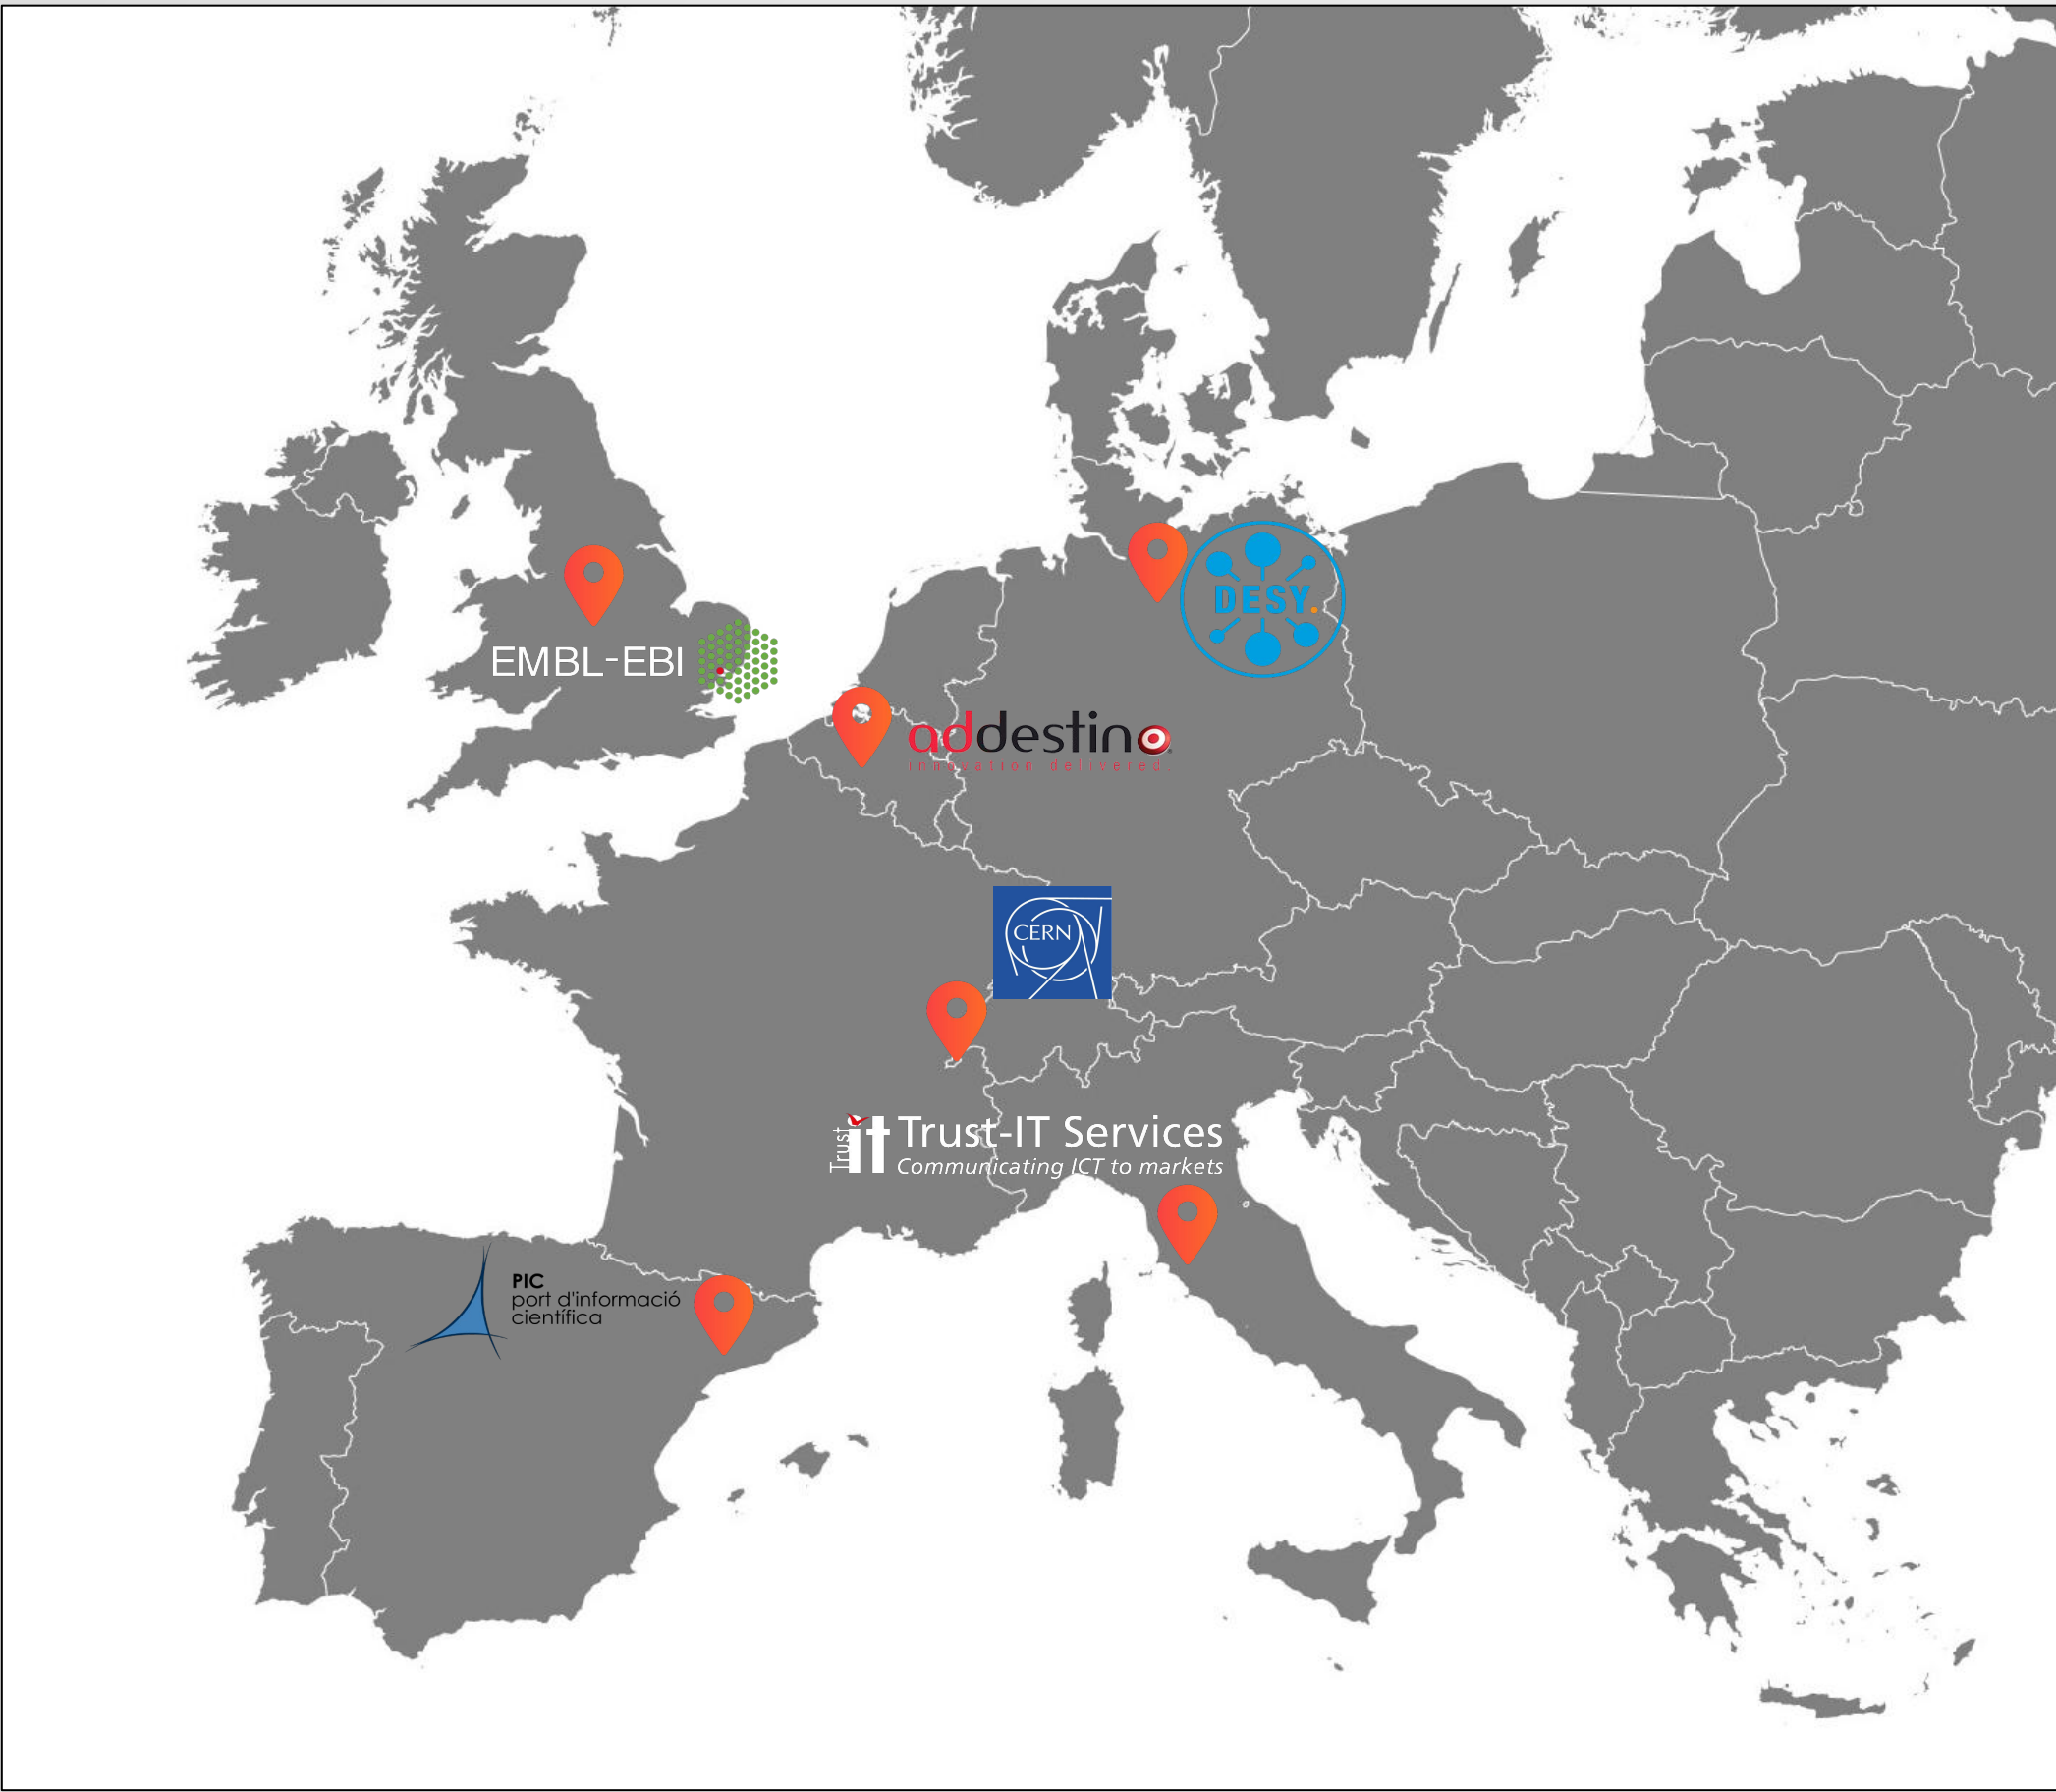 DESY.
EMBL-EBI
addestino
innovation delivered.
CERN
Trust
it
Trust-IT Services
Communicating ICT to markets
PIC
port d'informació
científica